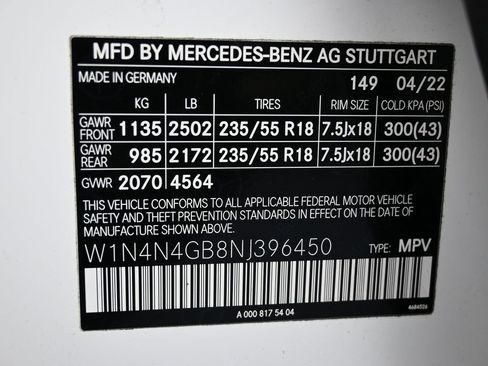 MFD BY MERCEDES-BENZ AG STUTTGART
MADE IN GERMANY 149 04/22
KG LB TIRES RIM SIZE COLD KPA (PSI)
GAWR FRONT 1135 2502 235/55 R18 7.5Jx18 300(43)
GAWR REAR 985 2172 235/55 R18 7.5Jx18 300(43)
GVWR 2070 4564
THIS VEHICLE CONFORMS TO ALL APPLICABLE FEDERAL MOTOR VEHICLE
SAFETY AND THEFT PREVENTION STANDARDS IN EFFECT ON THE DATE OF
MANUFACTURE SHOWN ABOVE.
W1N4N4GB8NJ396450 TYPE: MPV
A 000 817 54 04 4684526